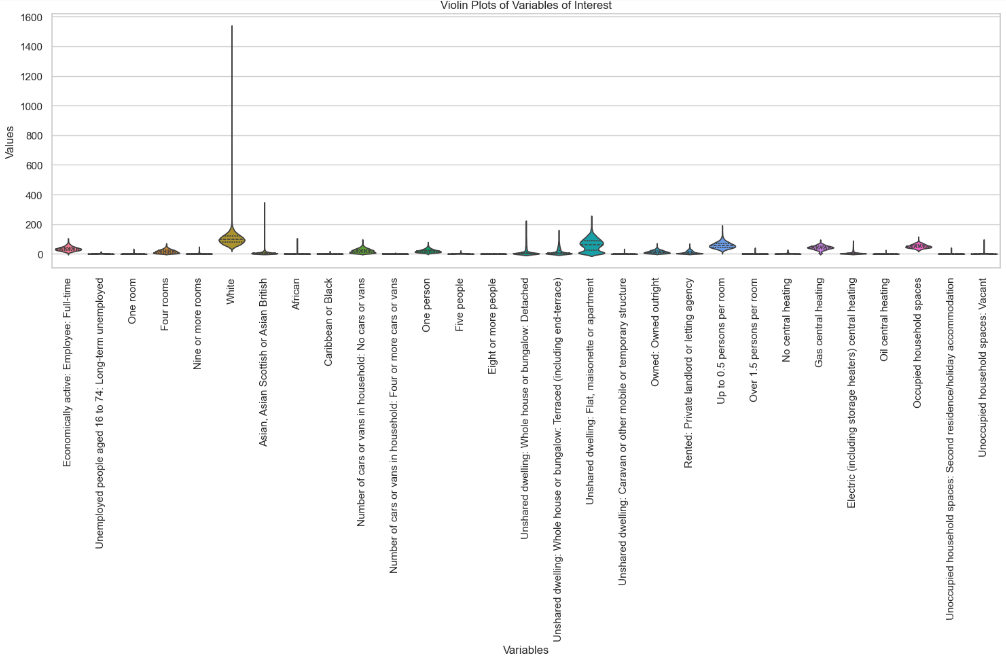 Violin Plots of Variables of Interest
1600
1400
1200
1000
800
600
400
200
0
Values
Economically active: Employee: Full-time
Unemployed people aged 16 to 74: Long-term unemployed
One room
Four rooms
Nine or more rooms
White
Asian, Asian Scottish or Asian British
African
Caribbean or Black
Number of cars or vans in household: No cars or vans
Number of cars or vans in household: Four or more cars or vans
One person
Five people
Eight or more people
Unshared dwelling: Whole house or bungalow: Detached
Unshared dwelling: Whole house or bungalow: Terraced (including end-terrace)
Unshared dwelling: Flat, maisonette or apartment
Unshared dwelling: Caravan or other mobile or temporary structure
Owned: Owned outright
Rented: Private landlord or letting agency
Up to 0.5 persons per room
Over 1.5 persons per room
No central heating
Gas central heating
Electric (including storage heaters) central heating
Oil central heating
Occupied household spaces
Unoccupied household spaces: Second residence/holiday accommodation
Unoccupied household spaces: Vacant
Variables